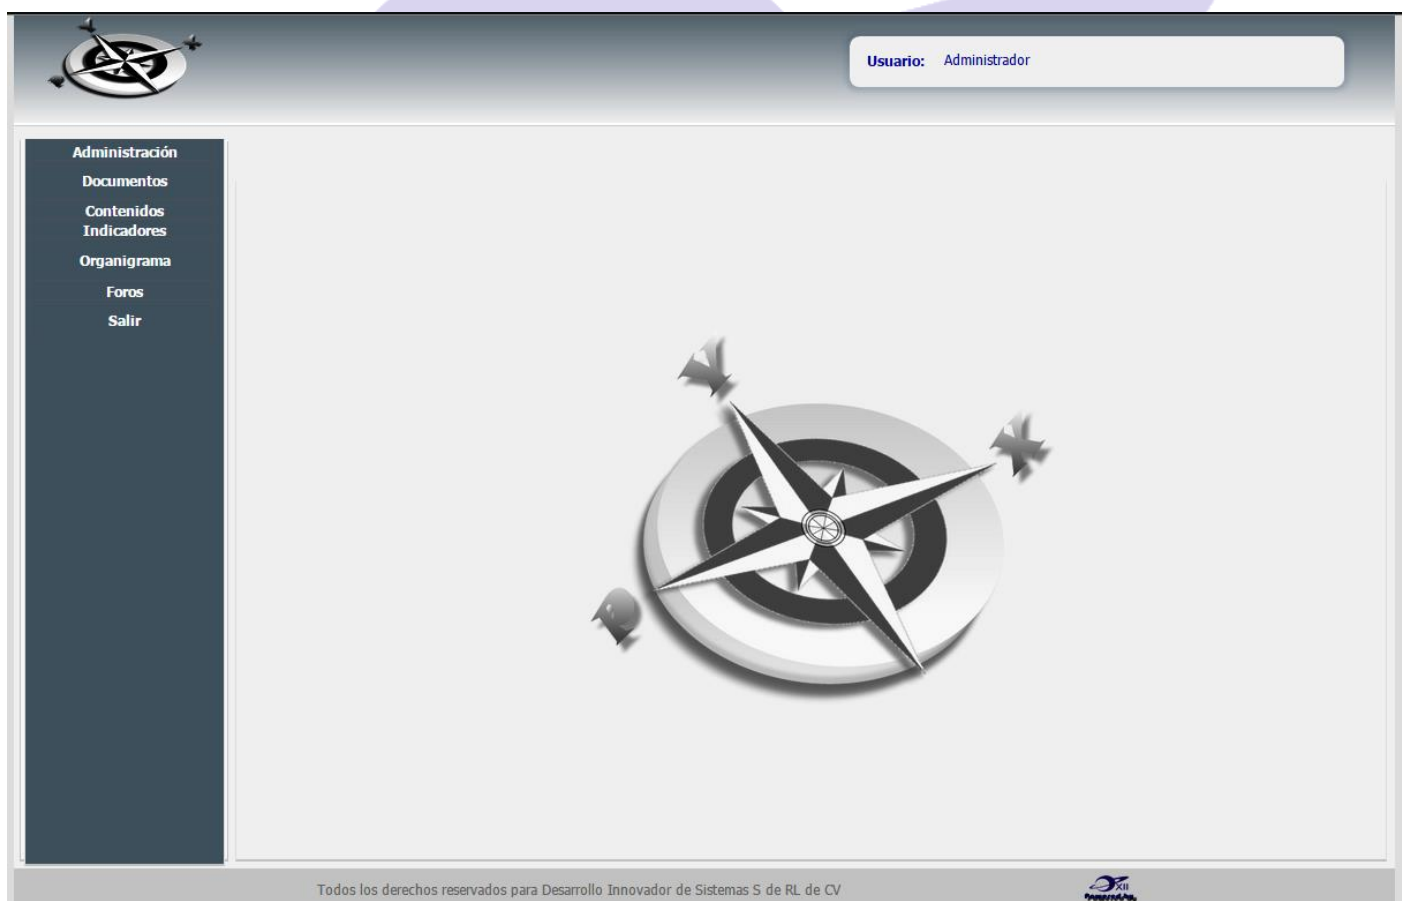 Usuario: Administrador
Administración
Documentos
Contenidos
Indicadores
Organigrama
Foros
Salir
Y
K
Todos los derechos reservados para Desarrollo Innovador de Sistemas S de RL de CV
XII